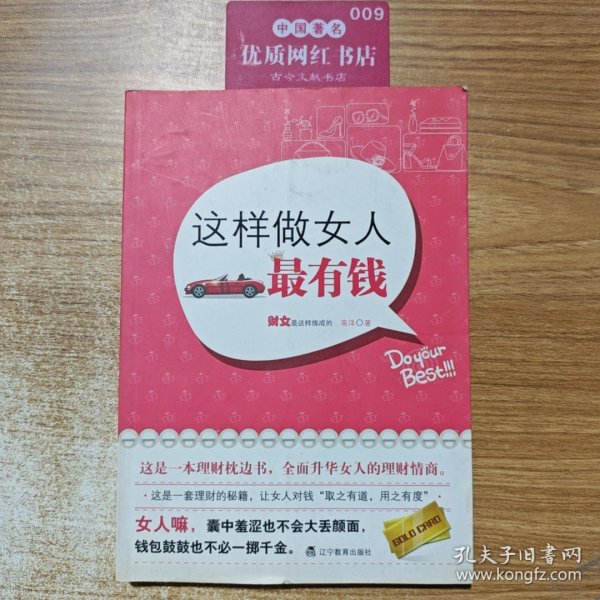 009
中国著名
优质网红书店
古今文献书店
这样做女人
最有钱
财女是这样炼成的 高洋〇著
Do your
Best!!!
这是一本理财枕边书，全面升华女人的理财情商。
·这是一套理财的秘籍，让女人对钱“取之有道，用之有度”·
女人嘛，囊中羞涩也不会大丢颜面，
钱包鼓鼓也不必一掷千金。
辽宁教育出版社
GOLD CARD
孔夫子旧书网
www.kongfz.com